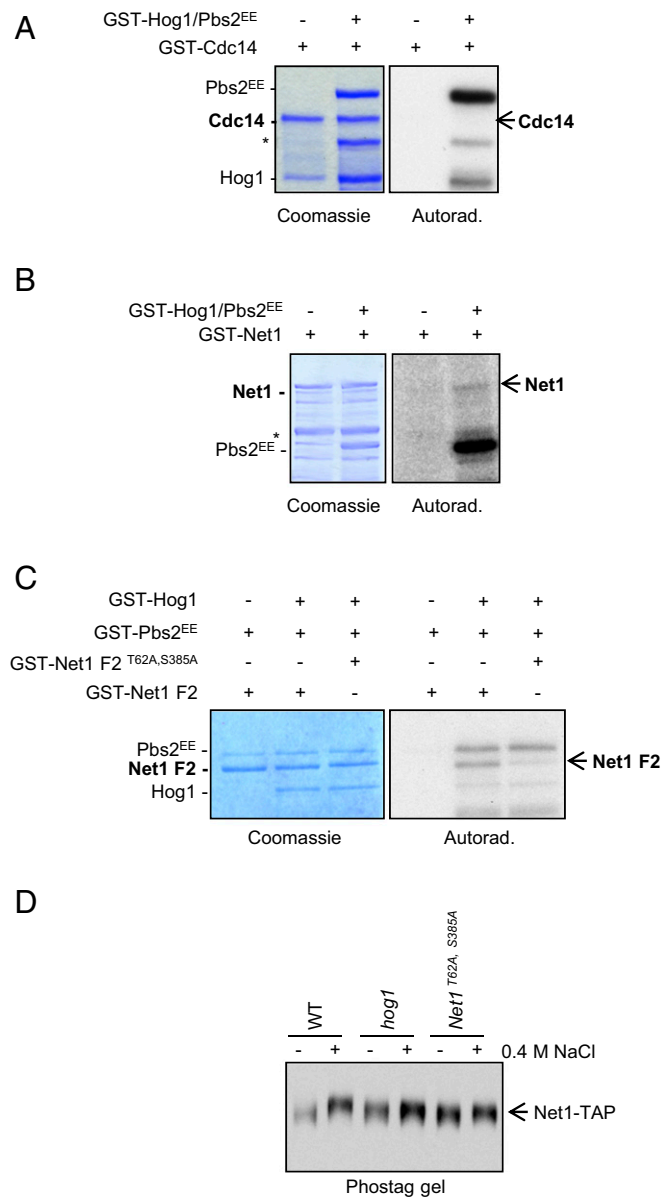 A
GST-Hog1/Pbs2EE - + - +
GST-Cdc14 + + + +
Pbs2EE -
Cdc14 -
*
Hog1 -
Cdc14
Coomassie Autorad.
B
GST-Hog1/Pbs2EE - + - +
GST-Net1 + + + +
Net1 -
*
Pbs2EE -
Net1
Coomassie Autorad.
C
GST-Hog1 - + + - + +
GST-Pbs2EE + + + + + +
GST-Net1 F2 T62A,S385A - - + - - +
GST-Net1 F2 + + - + + -
Pbs2EE -
Net1 F2 -
Hog1 -
Net1 F2
Coomassie Autorad.
D
WT hog1 Net1 T62A, S385A
- + - + - + 0.4 M NaCl
Net1-TAP
Phostag gel